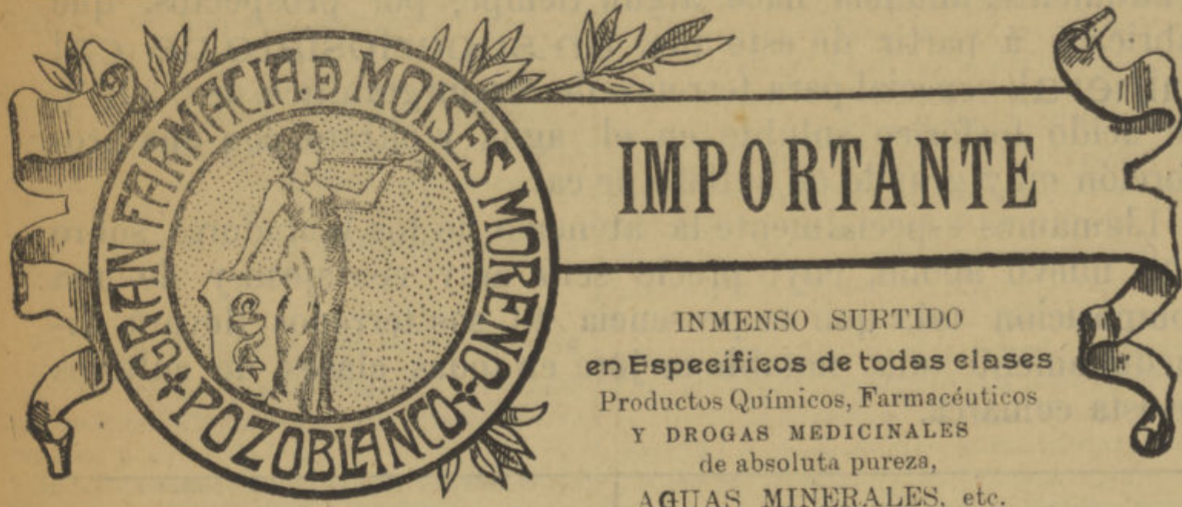 GRAN FARMACIA DE MOISES MORENO
POZOBLANCO
IMPORTANTE
INMENSO SURTIDO
en Específicos de todas clases
Productos Químicos, Farmacéuticos
Y DROGAS MEDICINALES
de absoluta pureza,
AGUAS MINERALES, etc.